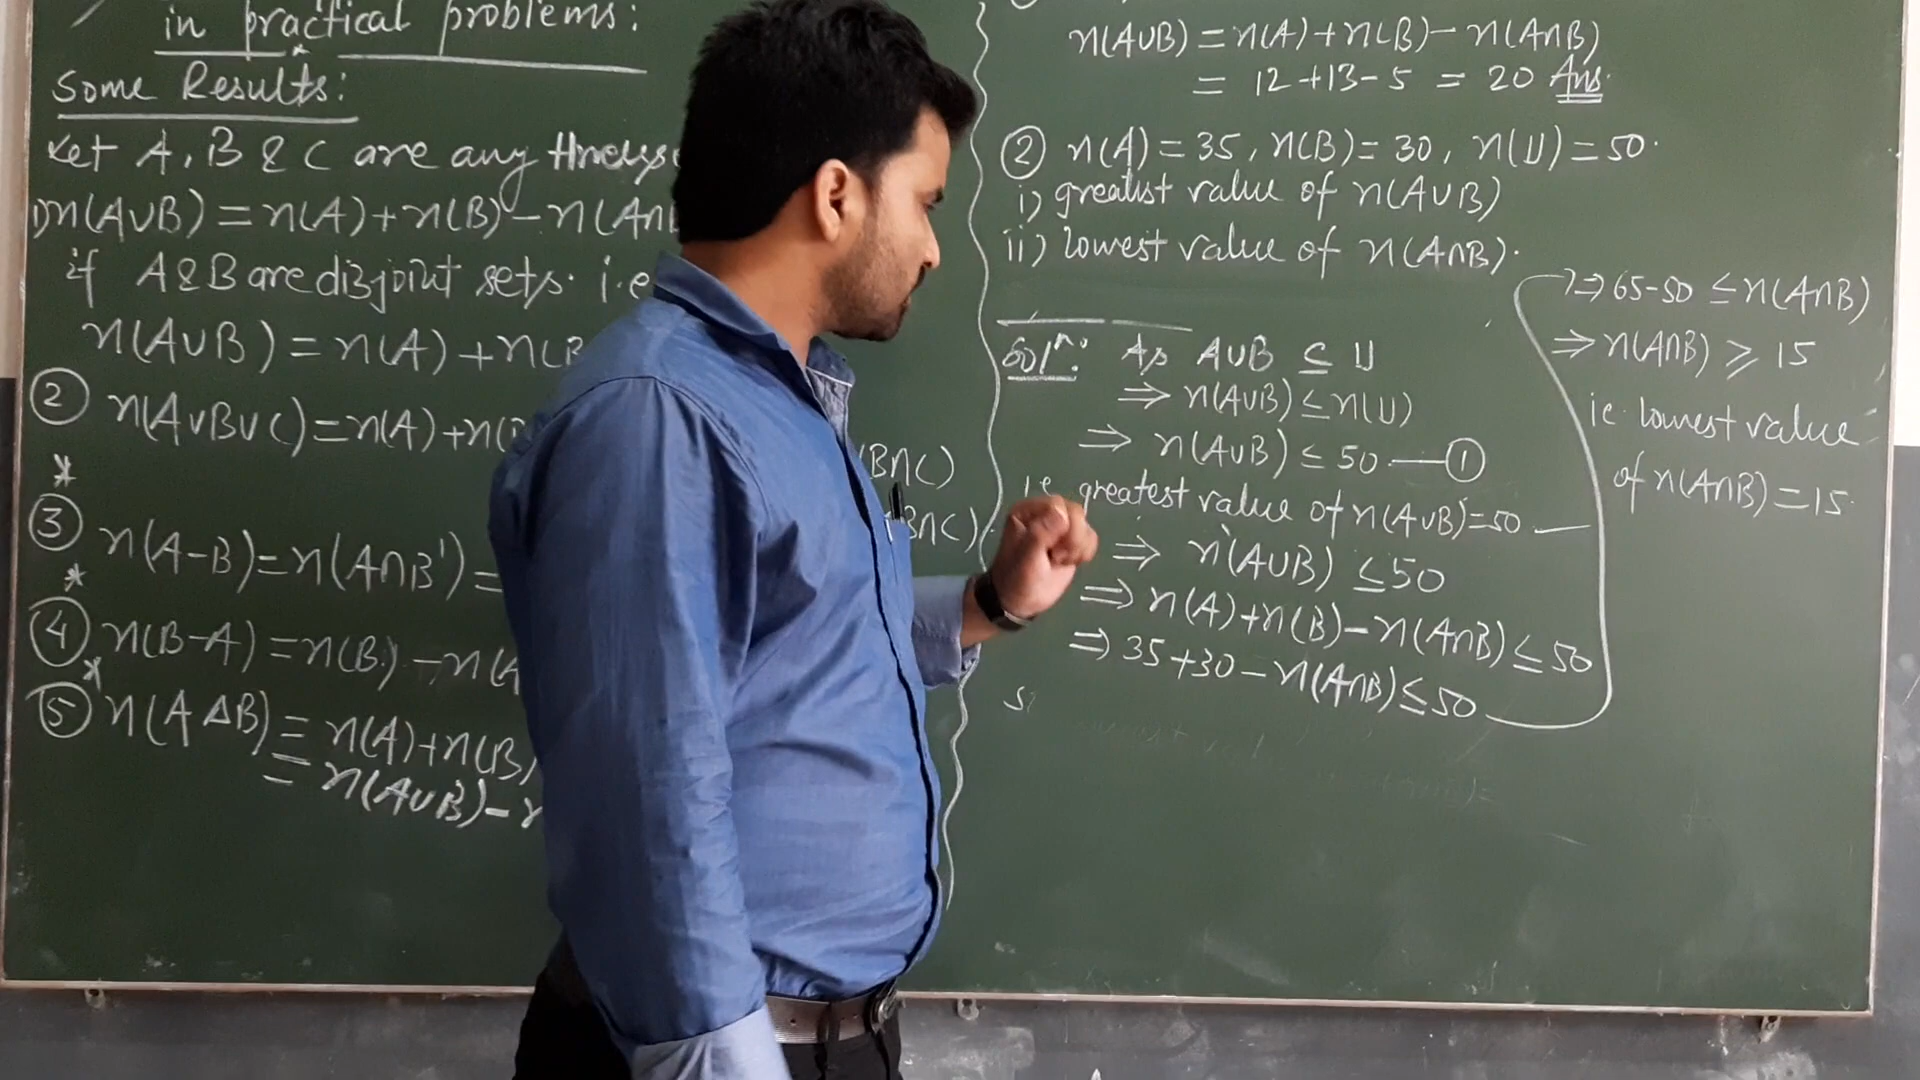 in practical problems:
Some Results:
Let A, B & C are any three
1) n(A∪B) = n(A)+n(B)-n(A∩B
if A & B are disjoint sets. i.e
n(A∪B) = n(A)+n(B
② n(A∪B∪C)=n(A)+n(B
(B∩C)
B∩C).
*
③ n(A-B)=n(A∩B')=
*
④ n(B-A)=n(B)-n(A
*
⑤ n(A∆B)= n(A)+n(B)
= n(A∪B)-n
n(A∪B) = n(A)+n(B)-n(A∩B)
= 12+13-5 = 20 Ans.
② n(A)=35, n(B)=30, n(U)=50.
i) greatest value of n(A∪B)
ii) lowest value of n(A∩B).
Solⁿ: As A∪B ⊆ U
⇒ n(A∪B) ≤ n(U)
⇒ n(A∪B) ≤ 50 —①
i.e. greatest value of n(A∪B)=50
⇒ n(A∪B) ≤50
⇒ n(A)+n(B)-n(A∩B) ≤50
⇒ 35+30-n(A∩B) ≤50
⇒ 65-50 ≤ n(A∩B)
⇒ n(A∩B) ≥ 15
ie. lowest value
of n(A∩B)=15.